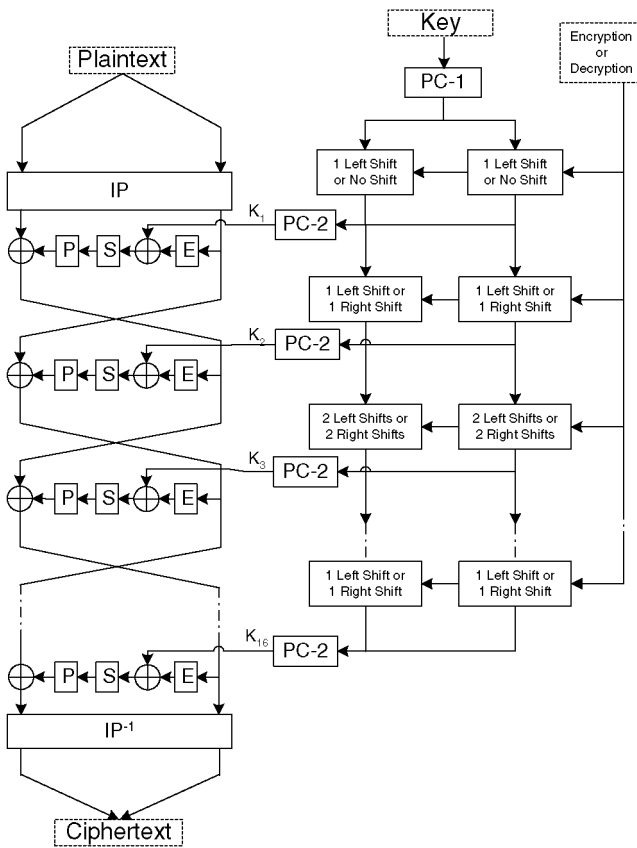 Key
Encryption
or
Decryption
Plaintext
PC-1
1 Left Shift
or No Shift
1 Left Shift
or No Shift
IP
K1
PC-2
P S E
1 Left Shift or
1 Right Shift
1 Left Shift or
1 Right Shift
K2
PC-2
P S E
2 Left Shifts or
2 Right Shifts
2 Left Shifts or
2 Right Shifts
K3
PC-2
P S E
1 Left Shift or
1 Right Shift
1 Left Shift or
1 Right Shift
K16
PC-2
P S E
IP-1
Ciphertext